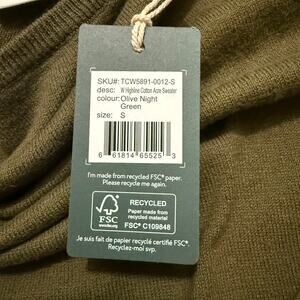 SKU#: TCW5891-0012-S
desc: W Highline Cotton Acre Sweater
colour: Olive Night
Green
size: S
6 61814 65525 3
I'm made from recycled FSC® paper.
Please recycle me again.
RECYCLED
Paper made from
recycled material
FSC® C109848
FSC
www.fsc.org
Je suis fait de papier recyclé certifié FSC®.
Recyclez-moi svp.